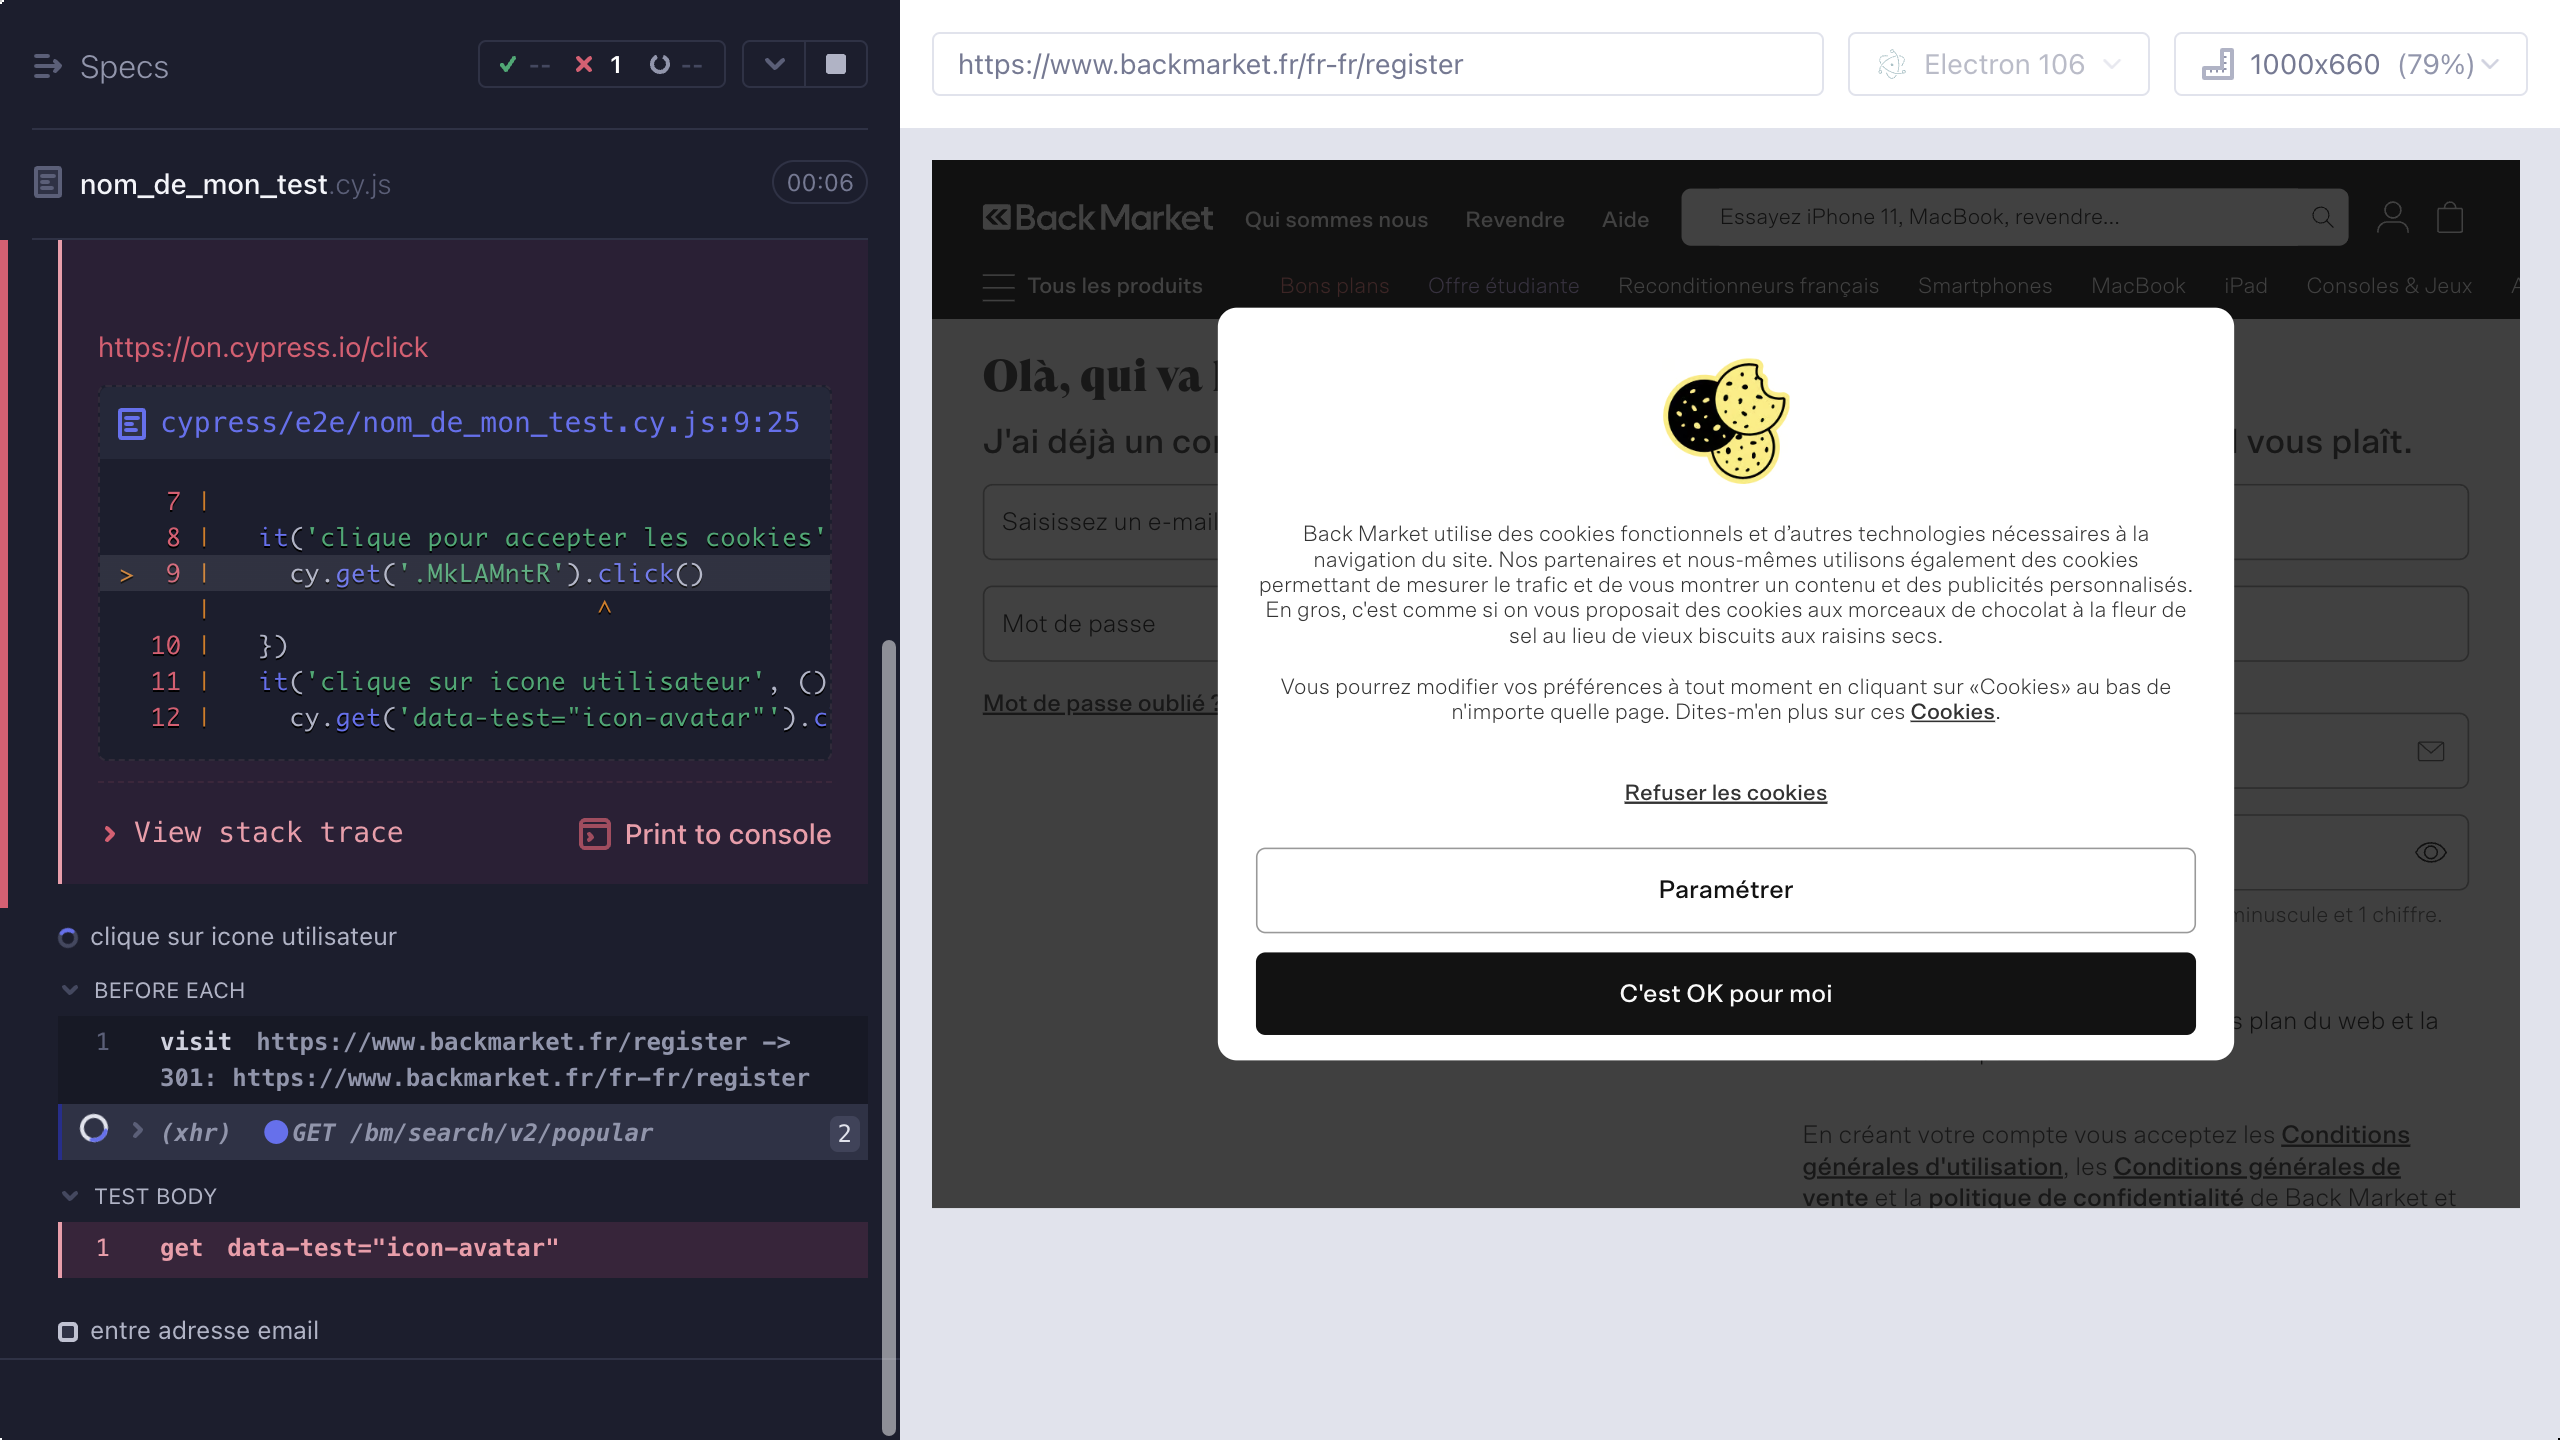 Specs
--
1
--
nom_de_mon_test.cy.js
00:06
https://on.cypress.io/click
cypress/e2e/nom_de_mon_test.cy.js:9:25
7 |
8 | it('clique pour accepter les cookies'
> 9 | cy.get('.MkLAMntR').click()
| ^
10 | })
11 | it('clique sur icone utilisateur', ()
12 | cy.get('data-test="icon-avatar"').c
View stack trace
Print to console
clique sur icone utilisateur
BEFORE EACH
1 visit https://www.backmarket.fr/register ->
301: https://www.backmarket.fr/fr-fr/register
(xhr) GET /bm/search/v2/popular
2
TEST BODY
1 get data-test="icon-avatar"
entre adresse email
https://www.backmarket.fr/fr-fr/register
Electron 106
1000x660 (79%)
Back Market
Qui sommes nous
Revendre
Aide
Essayez iPhone 11, MacBook, revendre...
Tous les produits
Bons plans
Offre étudiante
Reconditionneurs français
Smartphones
MacBook
iPad
Consoles & Jeux
Olà, qui va
J'ai déjà un co
vous plaît.
Saisissez un e-mail
Mot de passe
Mot de passe oublié ?
Back Market utilise des cookies fonctionnels et d’autres technologies nécessaires à la
navigation du site. Nos partenaires et nous-mêmes utilisons également des cookies
permettant de mesurer le trafic et de vous montrer un contenu et des publicités personnalisés.
En gros, c'est comme si on vous proposait des cookies aux morceaux de chocolat à la fleur de
sel au lieu de vieux biscuits aux raisins secs.
Vous pourrez modifier vos préférences à tout moment en cliquant sur «Cookies» au bas de
n'importe quelle page. Dites-m'en plus sur ces Cookies.
Refuser les cookies
Paramétrer
C'est OK pour moi
minuscule et 1 chiffre.
s plan du web et la
En créant votre compte vous acceptez les Conditions
générales d'utilisation, les Conditions générales de
vente et la politique de confidentialité de Back Market et